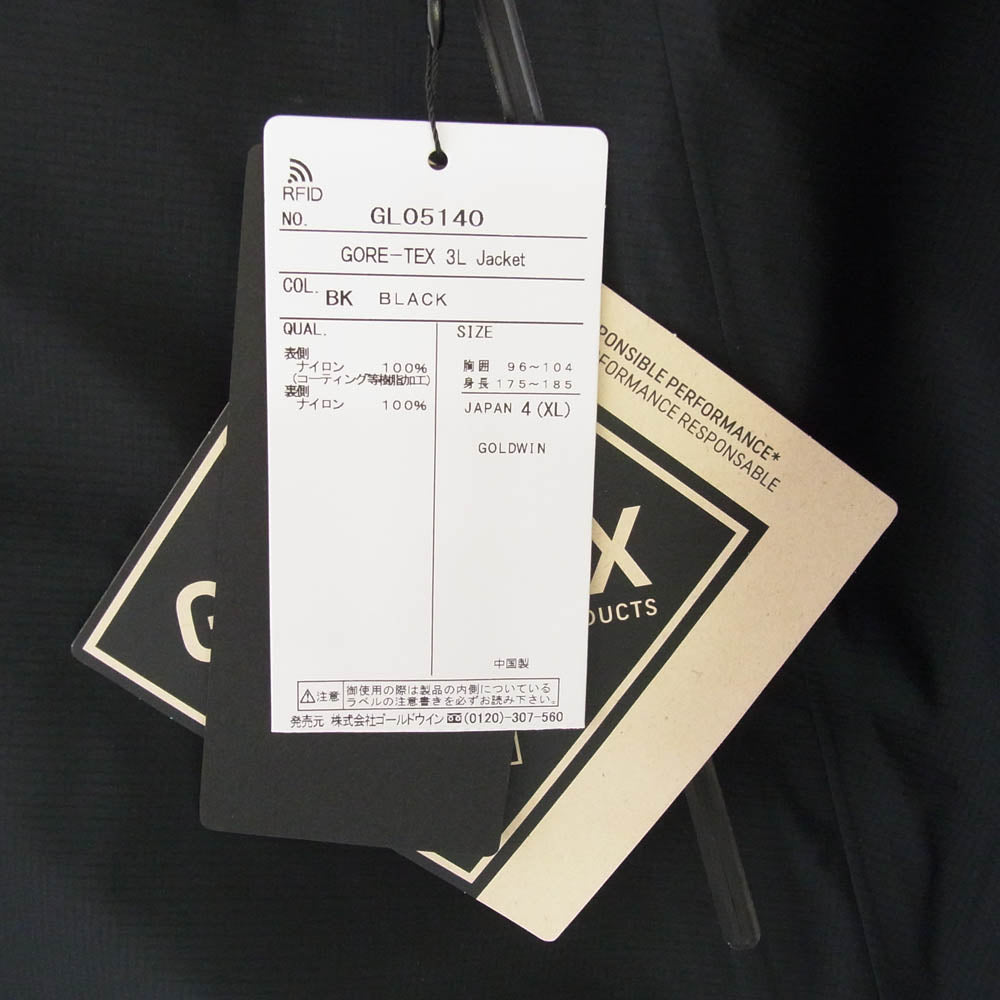 RFID
NO. GL05140
GORE-TEX 3L Jacket
COL. BK BLACK
QUAL.
表側
ナイロン 100%
(コーティング等樹脂加工)
裏側
ナイロン 100%
SIZE
胸囲 96～104
身長 175～185
JAPAN 4 (XL)
GOLDWIN
中国製
注意 御使用の際は製品の内側についている
ラベルの注意書きを必ずお読み下さい。
発売元 株式会社ゴールドウイン (0120)-307-560
PONSIBLE PERFORMANCE*
FORMANCE RESPONSABLE
G
X
DUCTS